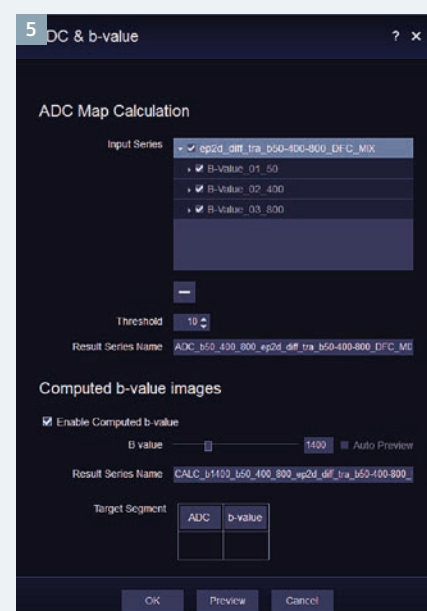 5
DC & b-value ? ×
ADC Map Calculation
Input Series
ep2d_diff_tra_b50-400-800_DFC_MIX
B-Value_01_50
B-Value_02_400
B-Value_03_800
Threshold 10
Result Series Name ADC_b50_400_800_ep2d_diff_tra_b50-400-800_DFC_MI
Computed b-value images
Enable Computed b-value
B value 1400 Auto Preview
Result Series Name CALC_b1400_b50_400_800_ep2d_diff_tra_b50-400-800_
Target Segment
ADC b-value
OK Preview Cancel